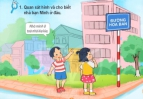 1. Quan sát hình và cho biết
nhà bạn Minh ở đâu.
ĐƯỜNG
HOA BAN